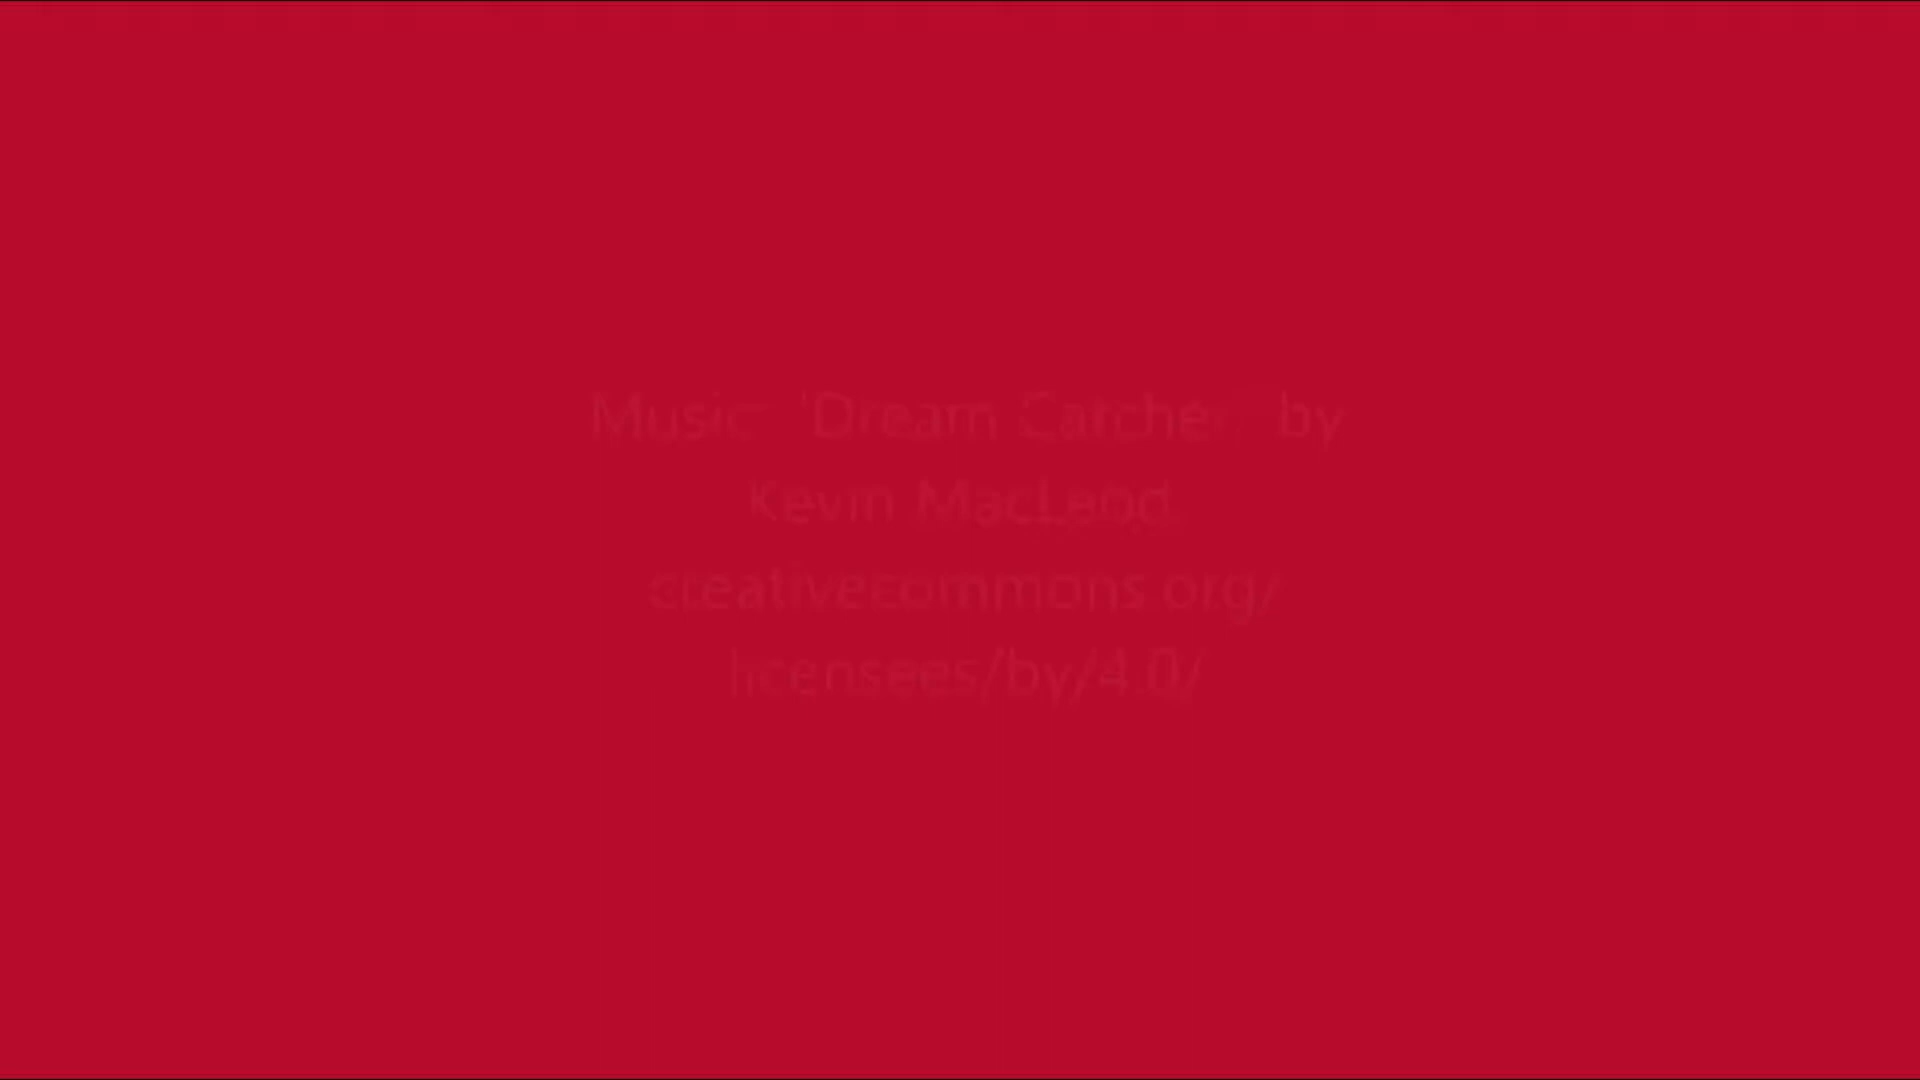 Music "Dream Catcher," by
Kevin MacLeod.
creativecommons.org/
licensees/by/4.0/